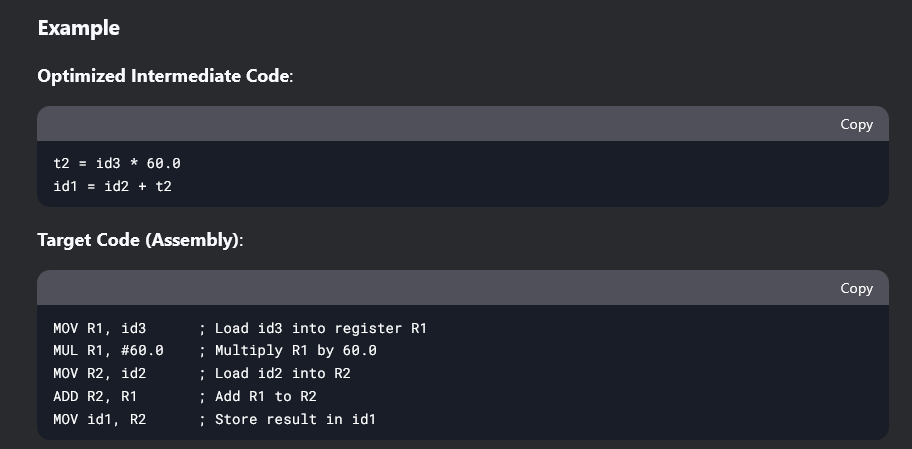 Example
Optimized Intermediate Code:
Copy
t2 = id3 * 60.0
id1 = id2 + t2
Target Code (Assembly):
Copy
MOV R1, id3      ; Load id3 into register R1
MUL R1, #60.0    ; Multiply R1 by 60.0
MOV R2, id2      ; Load id2 into R2
ADD R2, R1       ; Add R1 to R2
MOV id1, R2      ; Store result in id1